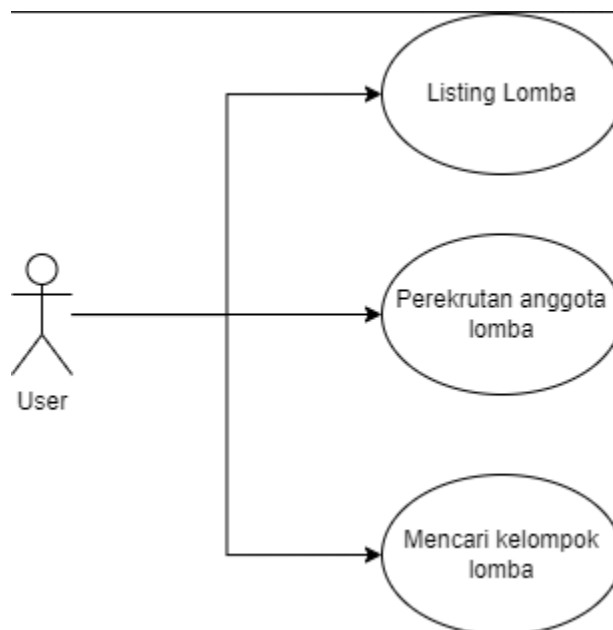 Listing Lomba
Perekrutan anggota
lomba
User
Mencari kelompok
lomba